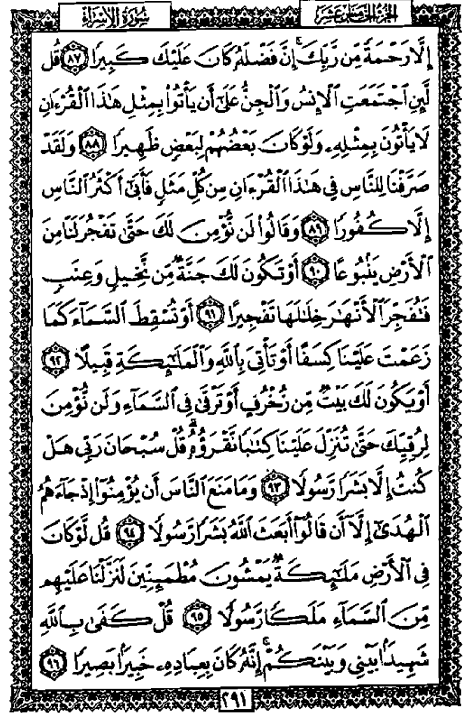 الجزء الخامس عشر
سورة الإسراء
إِلَّا رَحْمَةً مِّن رَّبِّكَ إِنَّ فَضْلَهُ كَانَ عَلَيْكَ كَبِيرًا ٨٧ قُل
لَّئِنِ ٱجْتَمَعَتِ ٱلْإِنسُ وَٱلْجِنُّ عَلَىٰٓ أَن يَأْتُوا۟ بِمِثْلِ هَٰذَا ٱلْقُرْءَانِ
لَا يَأْتُونَ بِمِثْلِهِۦ وَلَوْ كَانَ بَعْضُهُمْ لِبَعْضٍ ظَهِيرًا ٨٨ وَلَقَدْ
صَرَّفْنَا لِلنَّاسِ فِى هَٰذَا ٱلْقُرْءَانِ مِن كُلِّ مَثَلٍ فَأَبَىٰٓ أَكْثَرُ ٱلنَّاسِ
إِلَّا كُفُورًا ٨٩ وَقَالُوا۟ لَن نُّؤْمِنَ لَكَ حَتَّىٰ تَفْجُرَ لَنَا مِنَ
ٱلْأَرْضِ يَنۢبُوعًا ٩٠ أَوْ تَكُونَ لَكَ جَنَّةٌ مِّن نَّخِيلٍ وَعِنَبٍ
فَتُفَجِّرَ ٱلْأَنْهَٰرَ خِلَٰلَهَا تَفْجِيرًا ٩١ أَوْ تُسْقِطَ ٱلسَّمَآءَ كَمَا
زَعَمْتَ عَلَيْنَا كِسَفًا أَوْ تَأْتِىَ بِٱللَّهِ وَٱلْمَلَٰٓئِكَةِ قَبِيلًا ٩٢
أَوْ يَكُونَ لَكَ بَيْتٌ مِّن زُخْرُفٍ أَوْ تَرْقَىٰ فِى ٱلسَّمَآءِ وَلَن نُّؤْمِنَ
لِرُقِيِّكَ حَتَّىٰ تُنَزِّلَ عَلَيْنَا كِتَٰبًا نَّقْرَؤُهُۥ قُلْ سُبْحَانَ رَبِّى هَلْ
كُنتُ إِلَّا بَشَرًا رَّسُولًا ٩٣ وَمَا مَنَعَ ٱلنَّاسَ أَن يُؤْمِنُوٓا۟ إِذْ جَآءَهُمُ
ٱلْهُدَىٰٓ إِلَّآ أَن قَالُوٓا۟ أَبَعَثَ ٱللَّهُ بَشَرًا رَّسُولًا ٩٤ قُل لَّوْ كَانَ
فِى ٱلْأَرْضِ مَلَٰٓئِكَةٌ يَمْشُونَ مُطْمَئِنِّينَ لَنَزَّلْنَا عَلَيْهِم
مِّنَ ٱلسَّمَآءِ مَلَكًا رَّسُولًا ٩٥ قُلْ كَفَىٰ بِٱللَّهِ
شَهِيدًۢا بَيْنِى وَبَيْنَكُمْ إِنَّهُۥ كَانَ بِعِبَادِهِۦ خَبِيرًۢا بَصِيرًا ٩٦
٢٩١